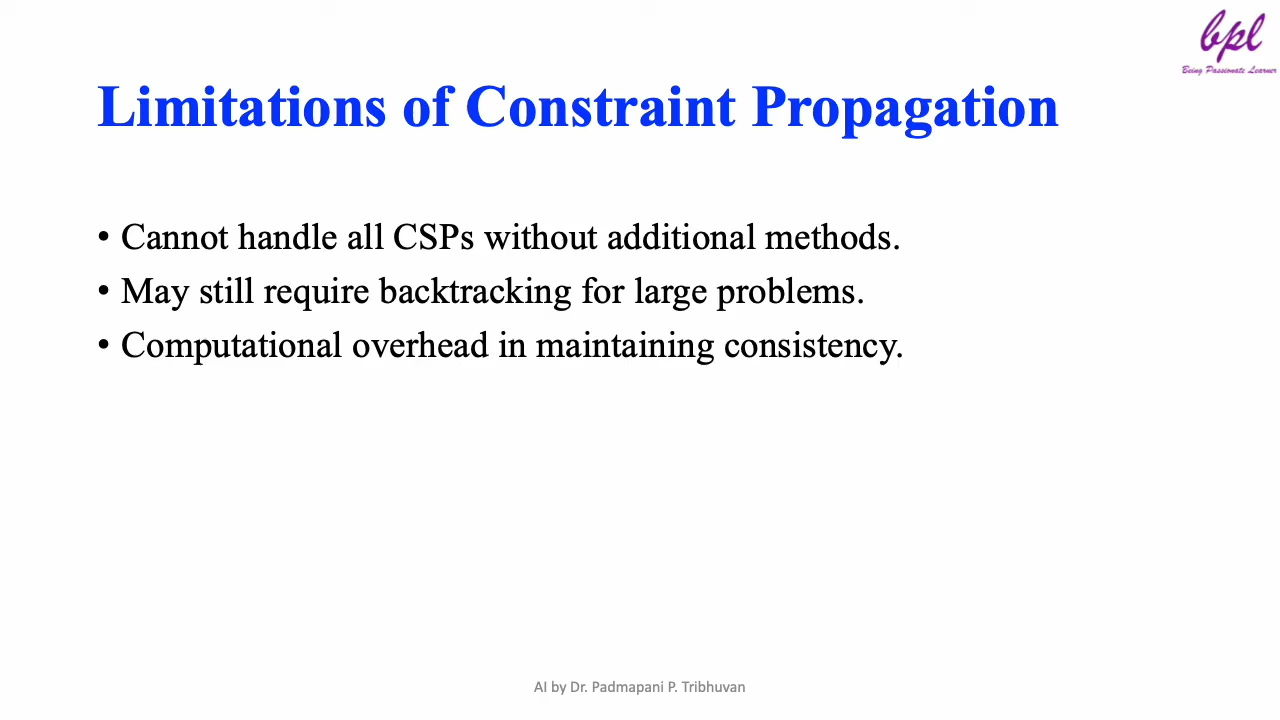 bpl
Being Passionate Learner
Limitations of Constraint Propagation
• Cannot handle all CSPs without additional methods.
• May still require backtracking for large problems.
• Computational overhead in maintaining consistency.
AI by Dr. Padmapani P. Tribhuvan